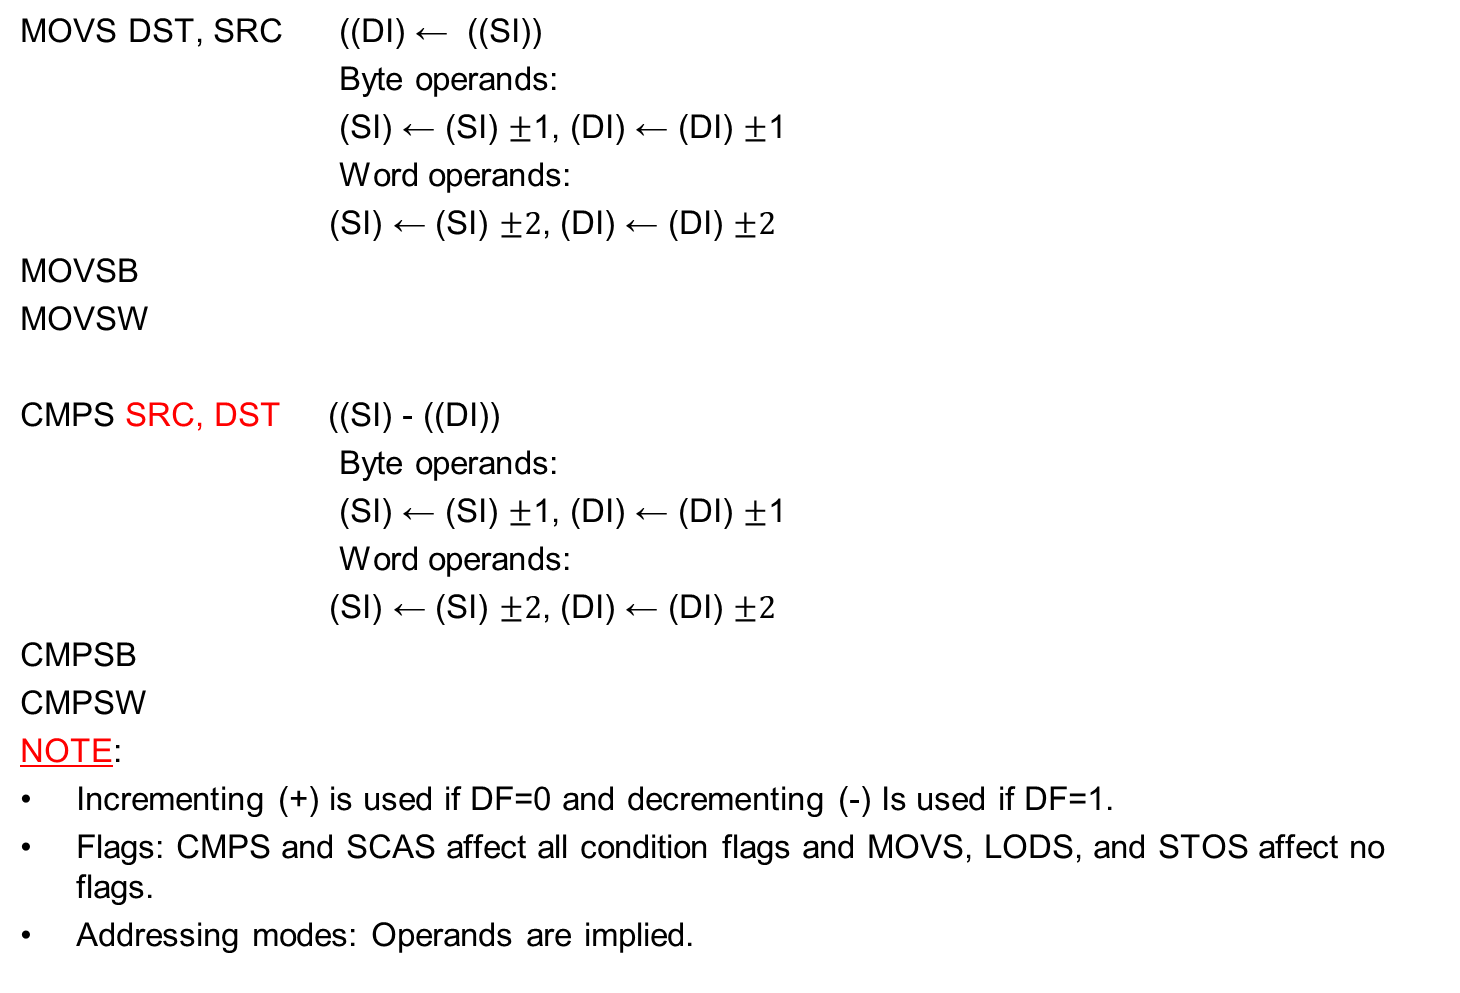 MOVS DST, SRC ((DI) ← ((SI))
Byte operands:
(SI) ← (SI) ±1, (DI) ← (DI) ±1
Word operands:
(SI) ← (SI) ±2, (DI) ← (DI) ±2
MOVSB
MOVSW
CMPS SRC, DST ((SI) - ((DI))
Byte operands:
(SI) ← (SI) ±1, (DI) ← (DI) ±1
Word operands:
(SI) ← (SI) ±2, (DI) ← (DI) ±2
CMPSB
CMPSW
NOTE:
• Incrementing (+) is used if DF=0 and decrementing (-) Is used if DF=1.
• Flags: CMPS and SCAS affect all condition flags and MOVS, LODS, and STOS affect no
flags.
• Addressing modes: Operands are implied.